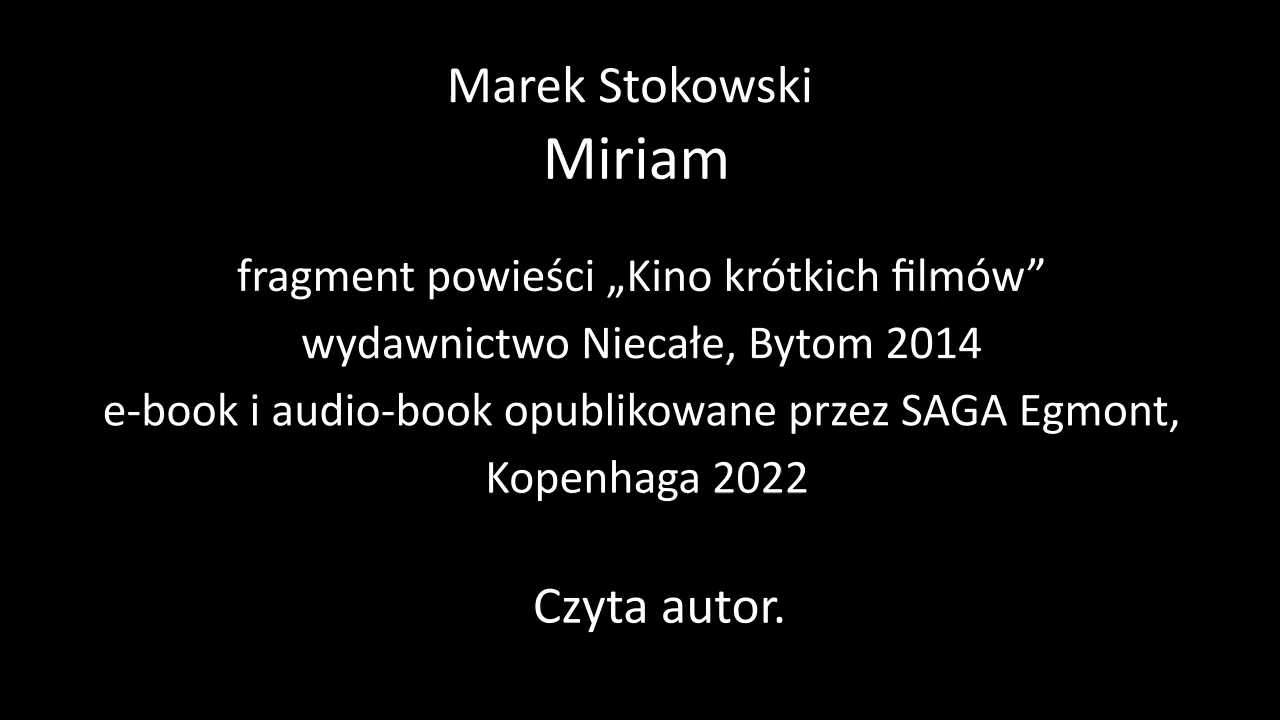 Marek Stokowski
Miriam
fragment powieści „Kino krótkich filmów”
wydawnictwo Niecałe, Bytom 2014
e-book i audio-book opublikowane przez SAGA Egmont,
Kopenhaga 2022
Czyta autor.